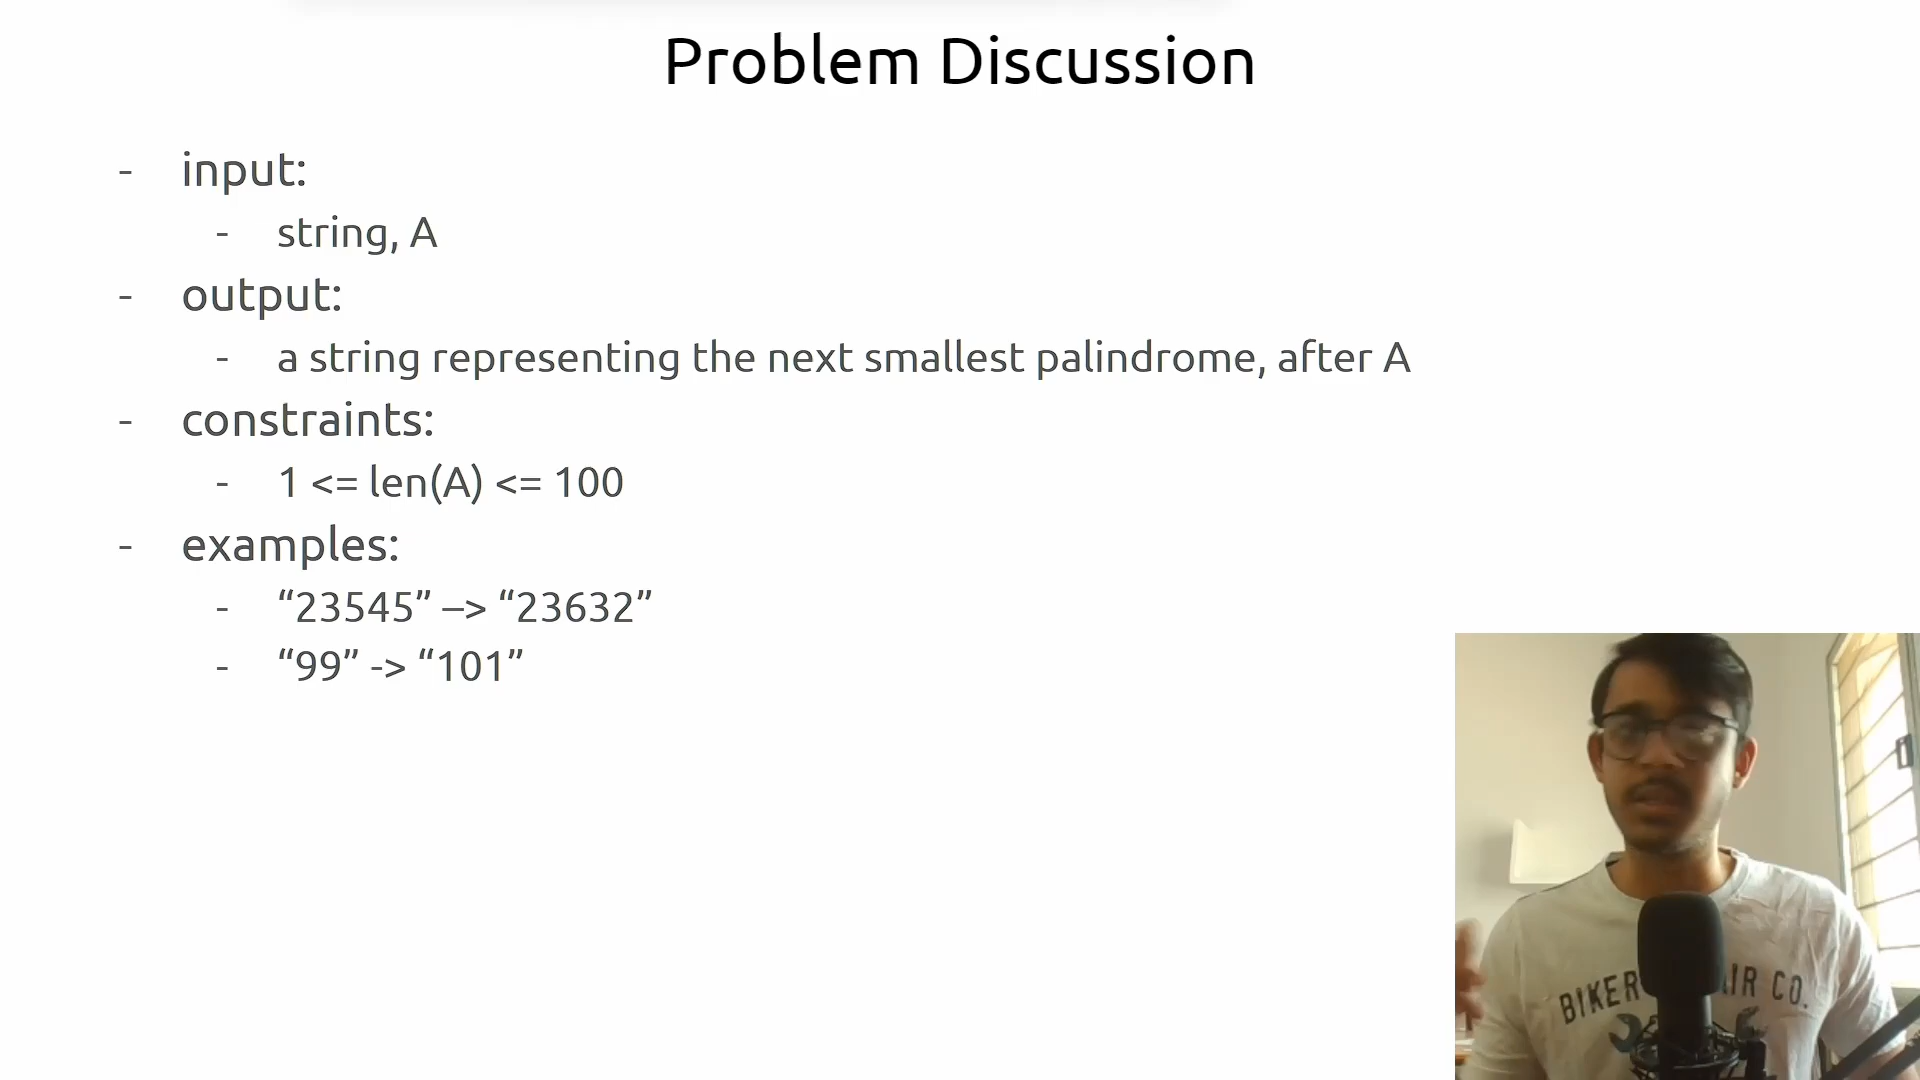 Problem Discussion
- input:
- string, A
- output:
- a string representing the next smallest palindrome, after A
- constraints:
- 1 <= len(A) <= 100
- examples:
- “23545” –> “23632”
- “99” -> “101”
BIKER AIR CO.